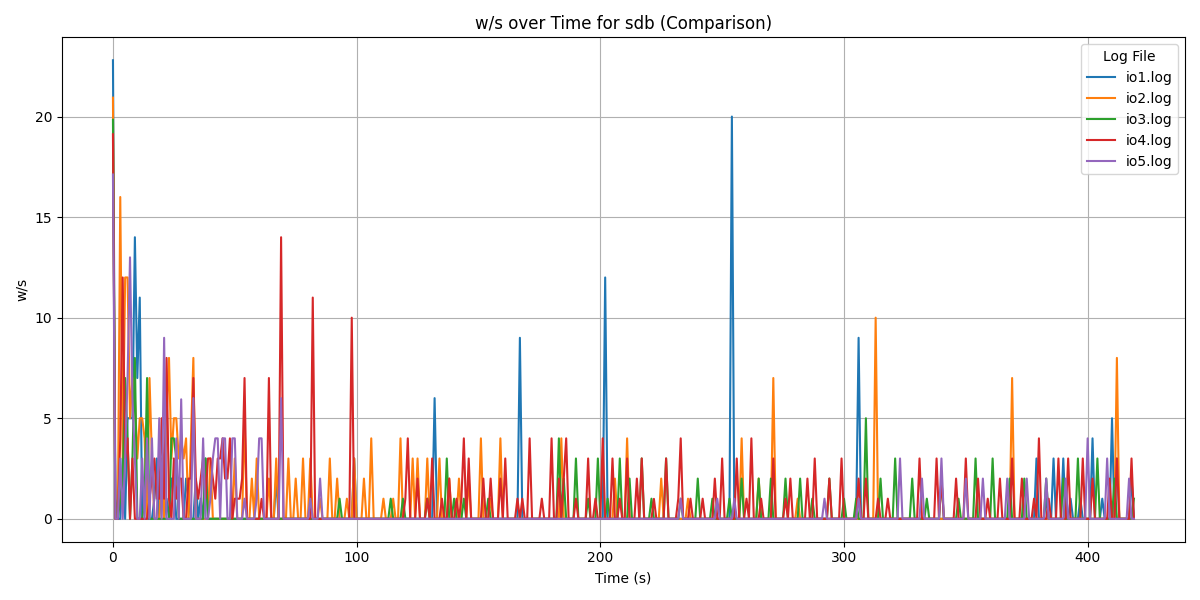 w/s over Time for sdb (Comparison)
Log File
io1.log
io2.log
io3.log
io4.log
io5.log
w/s
20
15
10
5
0
0 100 200 300 400
Time (s)